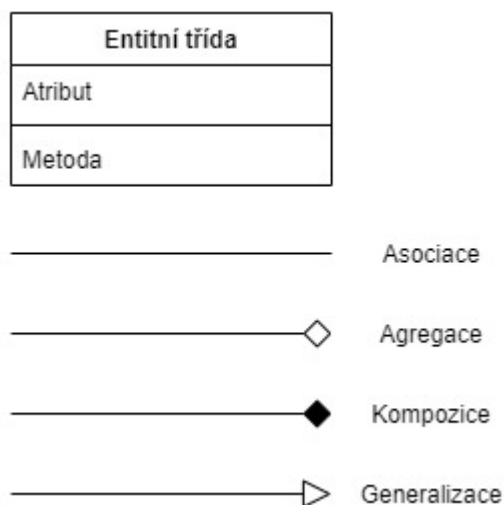 Entitní třída
Atribut
Metoda
Asociace
Agregace
Kompozice
Generalizace